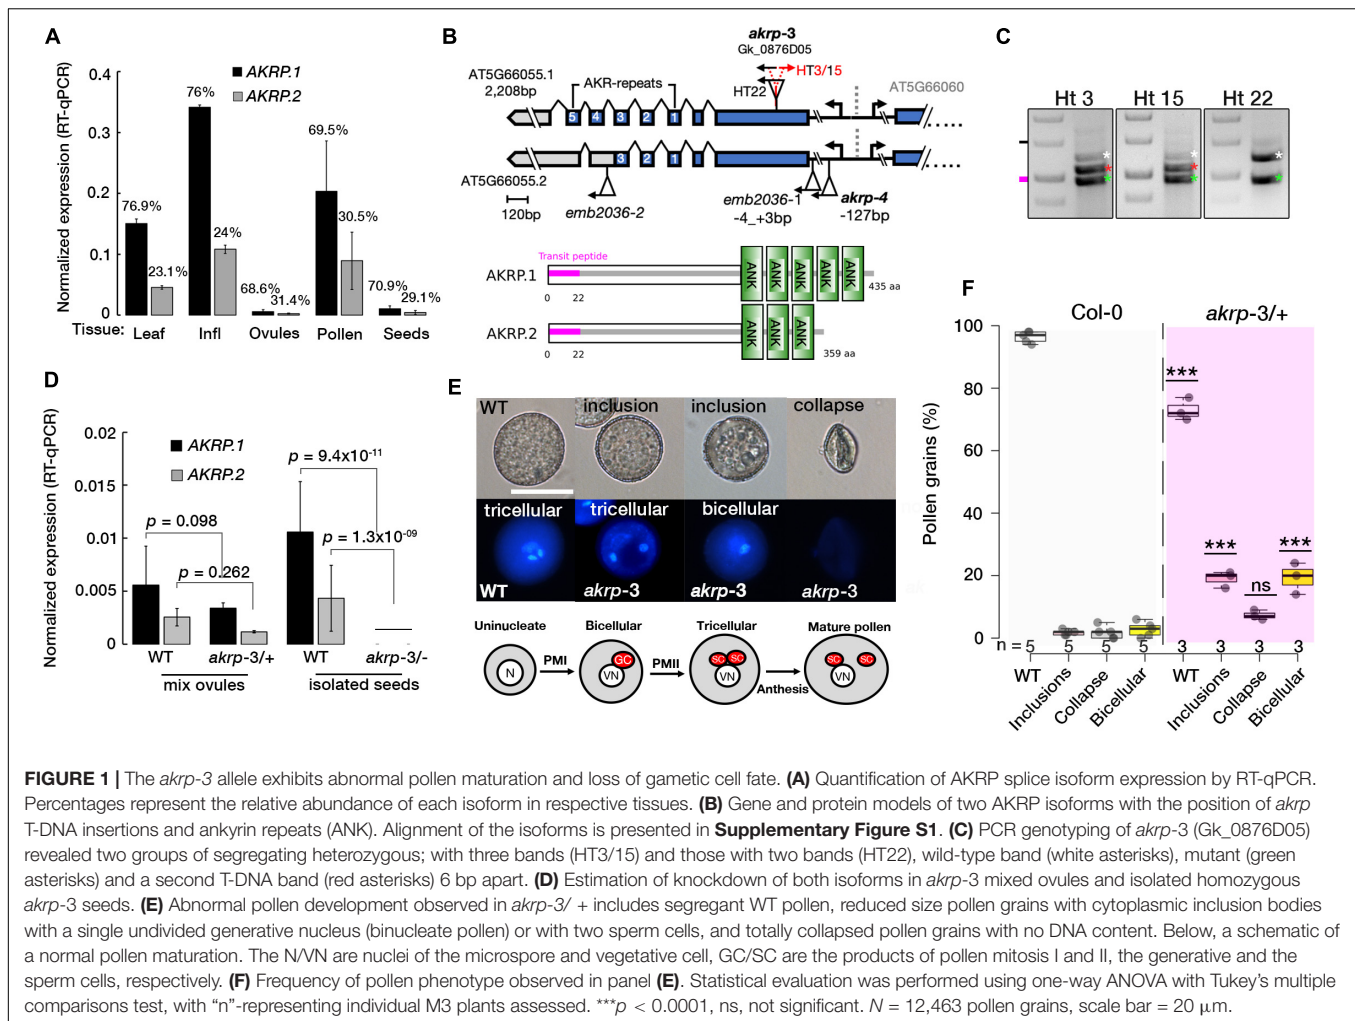 A
AKRP.1
AKRP.2
Normalized expression (RT-qPCR)
0.4
0.3
0.2
0.1
0
76.9%
23.1%
76%
24%
68.6%
31.4%
69.5%
30.5%
70.9%
29.1%
Tissue: Leaf Infl Ovules Pollen Seeds
B
akrp-3
Gk_0876D05
HT3/15
HT22
AT5G66055.1
2,208bp
AKR-repeats
AT5G66060
5 4 3 2 1
3 2 1
AT5G66055.2
120bp
emb2036-2
emb2036-1
-4_+3bp
akrp-4
-127bp
Transit peptide
AKRP.1
ANK ANK ANK ANK ANK
0 22 435 aa
AKRP.2
ANK ANK ANK
0 22 359 aa
C
Ht 3 Ht 15 Ht 22
* * *
* *
* * *
D
Normalized expression (RT-qPCR)
0.02
0.015
0.01
0.005
0
AKRP.1
AKRP.2
p = 9.4x10-11
p = 0.098
p = 1.3x10-09
p = 0.262
WT akrp-3/+ WT akrp-3/-
mix ovules isolated seeds
E
WT inclusion inclusion collapse
tricellular tricellular bicellular
WT akrp-3 akrp-3 akrp-3
Uninucleate Bicellular Tricellular Mature pollen
N PMI GC VN PMII SC SC VN Anthesis SC SC VN
F
Col-0 akrp-3/+
Pollen grains (%)
100
80
60
40
20
0
***
***
ns
***
n = 5 5 5 5 3 3 3 3
WT Inclusions Collapse Bicellular WT Inclusions Collapse Bicellular
FIGURE 1 | The akrp-3 allele exhibits abnormal pollen maturation and loss of gametic cell fate. (A) Quantification of AKRP splice isoform expression by RT-qPCR.
Percentages represent the relative abundance of each isoform in respective tissues. (B) Gene and protein models of two AKRP isoforms with the position of akrp
T-DNA insertions and ankyrin repeats (ANK). Alignment of the isoforms is presented in Supplementary Figure S1. (C) PCR genotyping of akrp-3 (Gk_0876D05)
revealed two groups of segregating heterozygous; with three bands (HT3/15) and those with two bands (HT22), wild-type band (white asterisks), mutant (green
asterisks) and a second T-DNA band (red asterisks) 6 bp apart. (D) Estimation of knockdown of both isoforms in akrp-3 mixed ovules and isolated homozygous
akrp-3 seeds. (E) Abnormal pollen development observed in akrp-3/ + includes segregant WT pollen, reduced size pollen grains with cytoplasmic inclusion bodies
with a single undivided generative nucleus (binucleate pollen) or with two sperm cells, and totally collapsed pollen grains with no DNA content. Below, a schematic of
a normal pollen maturation. The N/VN are nuclei of the microspore and vegetative cell, GC/SC are the products of pollen mitosis I and II, the generative and the
sperm cells, respectively. (F) Frequency of pollen phenotype observed in panel (E). Statistical evaluation was performed using one-way ANOVA with Tukey's multiple
comparisons test, with "n"-representing individual M3 plants assessed. ***p < 0.0001, ns, not significant. N = 12,463 pollen grains, scale bar = 20 μm.